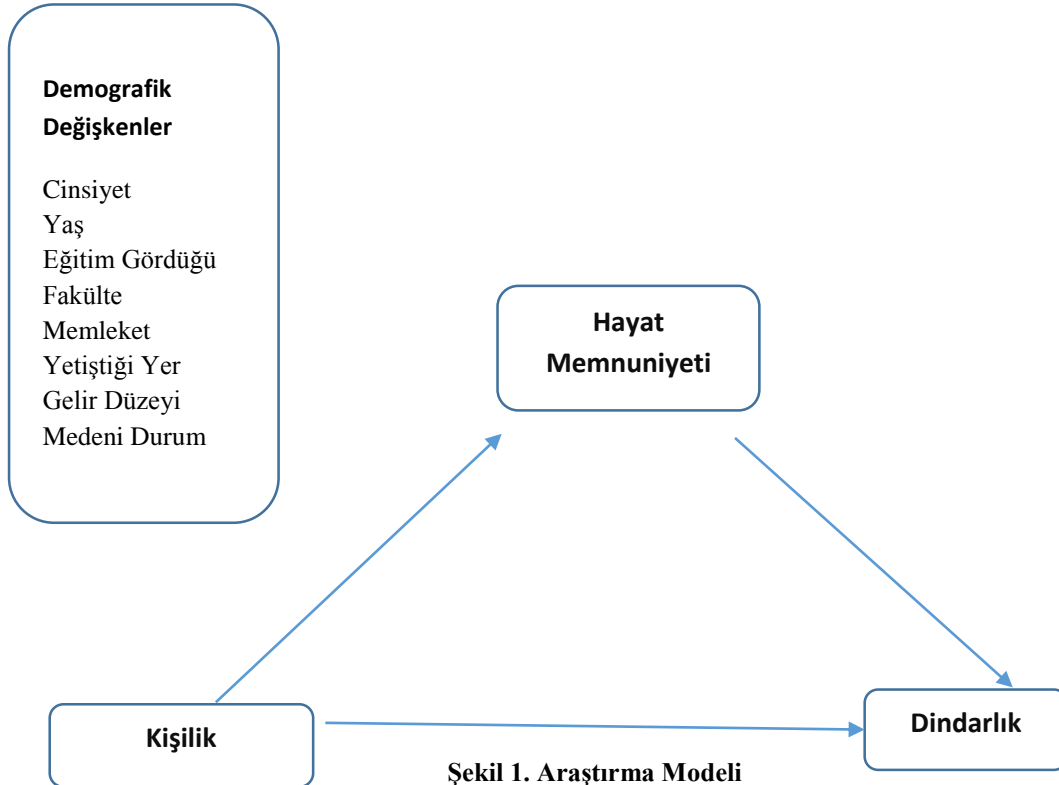 Demografik
Değişkenler
Cinsiyet
Yaş
Eğitim Gördüğü
Fakülte
Memleket
Yetiştiği Yer
Gelir Düzeyi
Medeni Durum
Hayat
Memnuniyeti
Kişilik
Dindarlık
Şekil 1. Araştırma Modeli